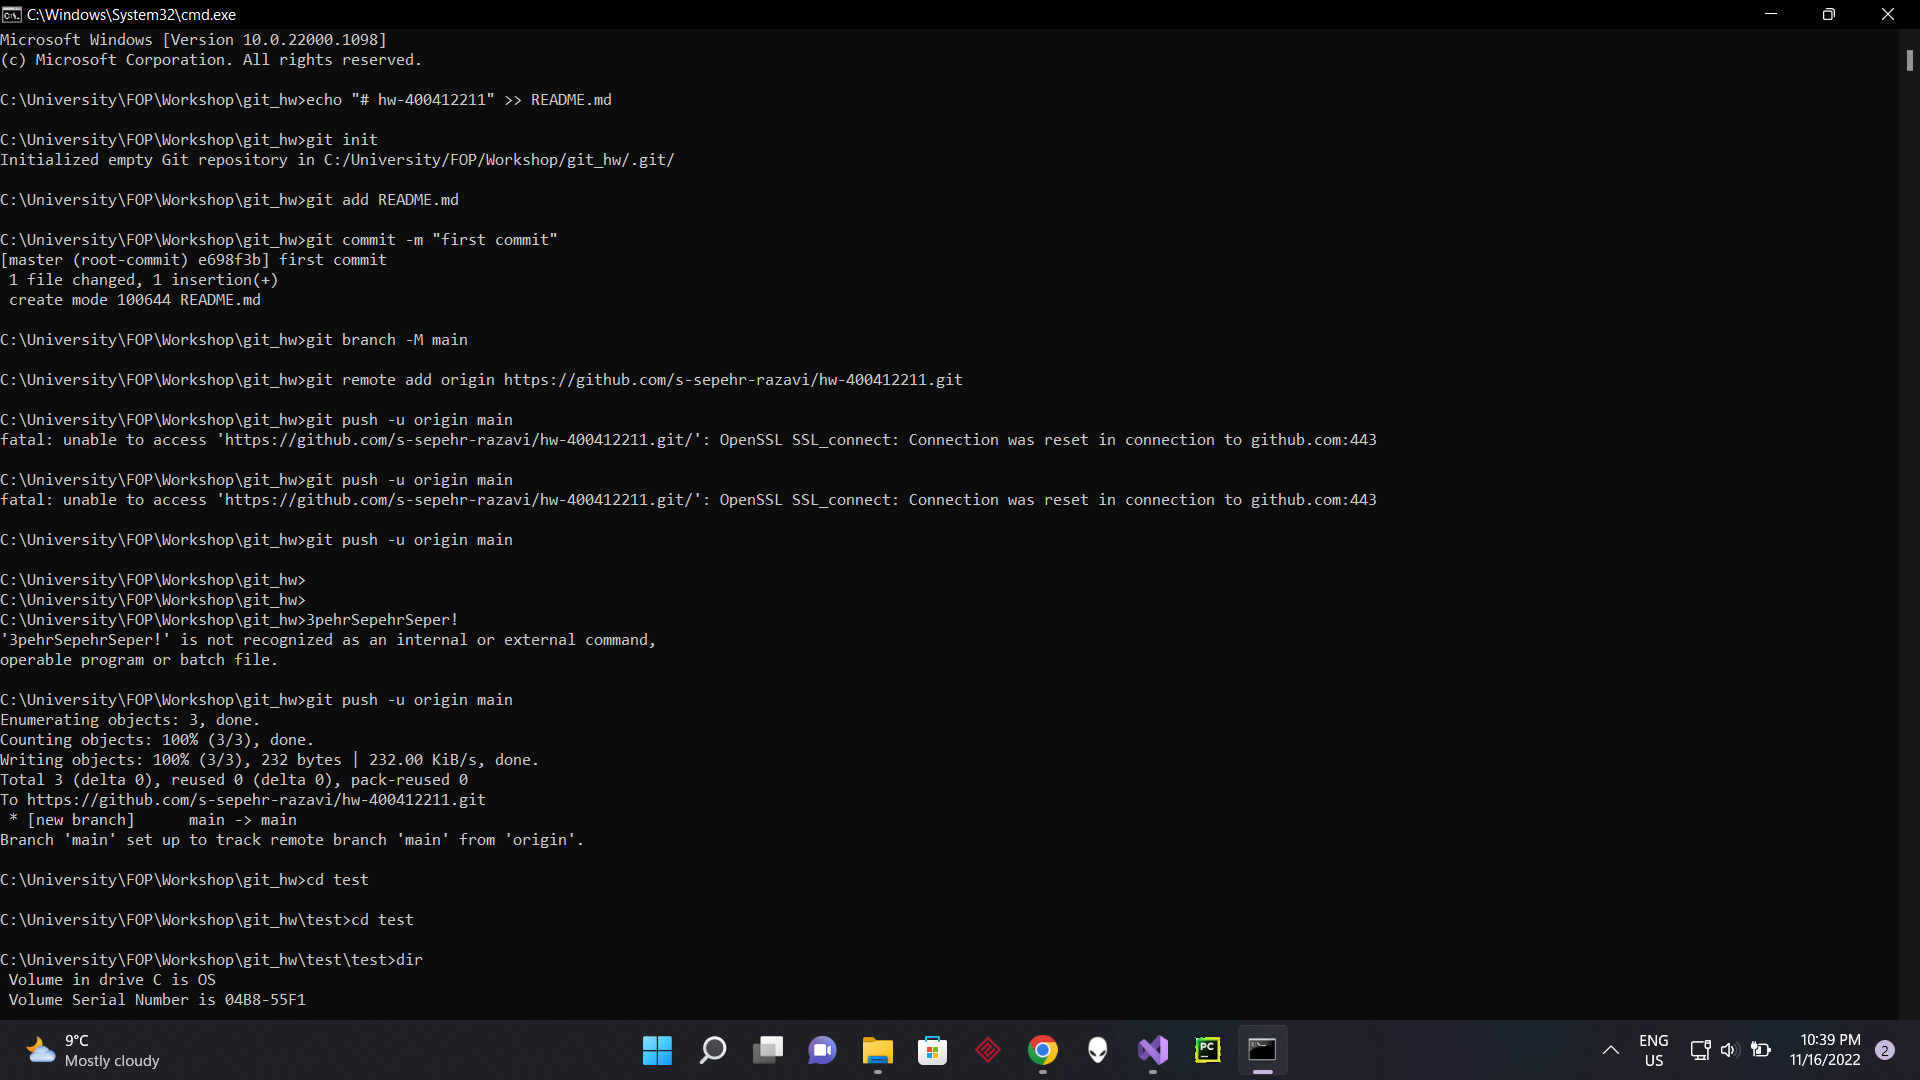 C:\Windows\System32\cmd.exe
Microsoft Windows [Version 10.0.22000.1098]
(c) Microsoft Corporation. All rights reserved.
C:\University\FOP\Workshop\git_hw>echo "# hw-400412211" >> README.md
C:\University\FOP\Workshop\git_hw>git init
Initialized empty Git repository in C:/University/FOP/Workshop/git_hw/.git/
C:\University\FOP\Workshop\git_hw>git add README.md
C:\University\FOP\Workshop\git_hw>git commit -m "first commit"
[master (root-commit) e698f3b] first commit
 1 file changed, 1 insertion(+)
 create mode 100644 README.md
C:\University\FOP\Workshop\git_hw>git branch -M main
C:\University\FOP\Workshop\git_hw>git remote add origin https://github.com/s-sepehr-razavi/hw-400412211.git
C:\University\FOP\Workshop\git_hw>git push -u origin main
fatal: unable to access 'https://github.com/s-sepehr-razavi/hw-400412211.git/': OpenSSL SSL_connect: Connection was reset in connection to github.com:443
C:\University\FOP\Workshop\git_hw>git push -u origin main
fatal: unable to access 'https://github.com/s-sepehr-razavi/hw-400412211.git/': OpenSSL SSL_connect: Connection was reset in connection to github.com:443
C:\University\FOP\Workshop\git_hw>git push -u origin main
C:\University\FOP\Workshop\git_hw>
C:\University\FOP\Workshop\git_hw>
C:\University\FOP\Workshop\git_hw>3pehrSepehrSeper!
'3pehrSepehrSeper!' is not recognized as an internal or external command,
operable program or batch file.
C:\University\FOP\Workshop\git_hw>git push -u origin main
Enumerating objects: 3, done.
Counting objects: 100% (3/3), done.
Writing objects: 100% (3/3), 232 bytes | 232.00 KiB/s, done.
Total 3 (delta 0), reused 0 (delta 0), pack-reused 0
To https://github.com/s-sepehr-razavi/hw-400412211.git
 * [new branch]      main -> main
Branch 'main' set up to track remote branch 'main' from 'origin'.
C:\University\FOP\Workshop\git_hw>cd test
C:\University\FOP\Workshop\git_hw\test>cd test
C:\University\FOP\Workshop\git_hw\test\test>dir
 Volume in drive C is OS
 Volume Serial Number is 04B8-55F1
9°C
Mostly cloudy
PC
ENG
US
10:39 PM
11/16/2022
2